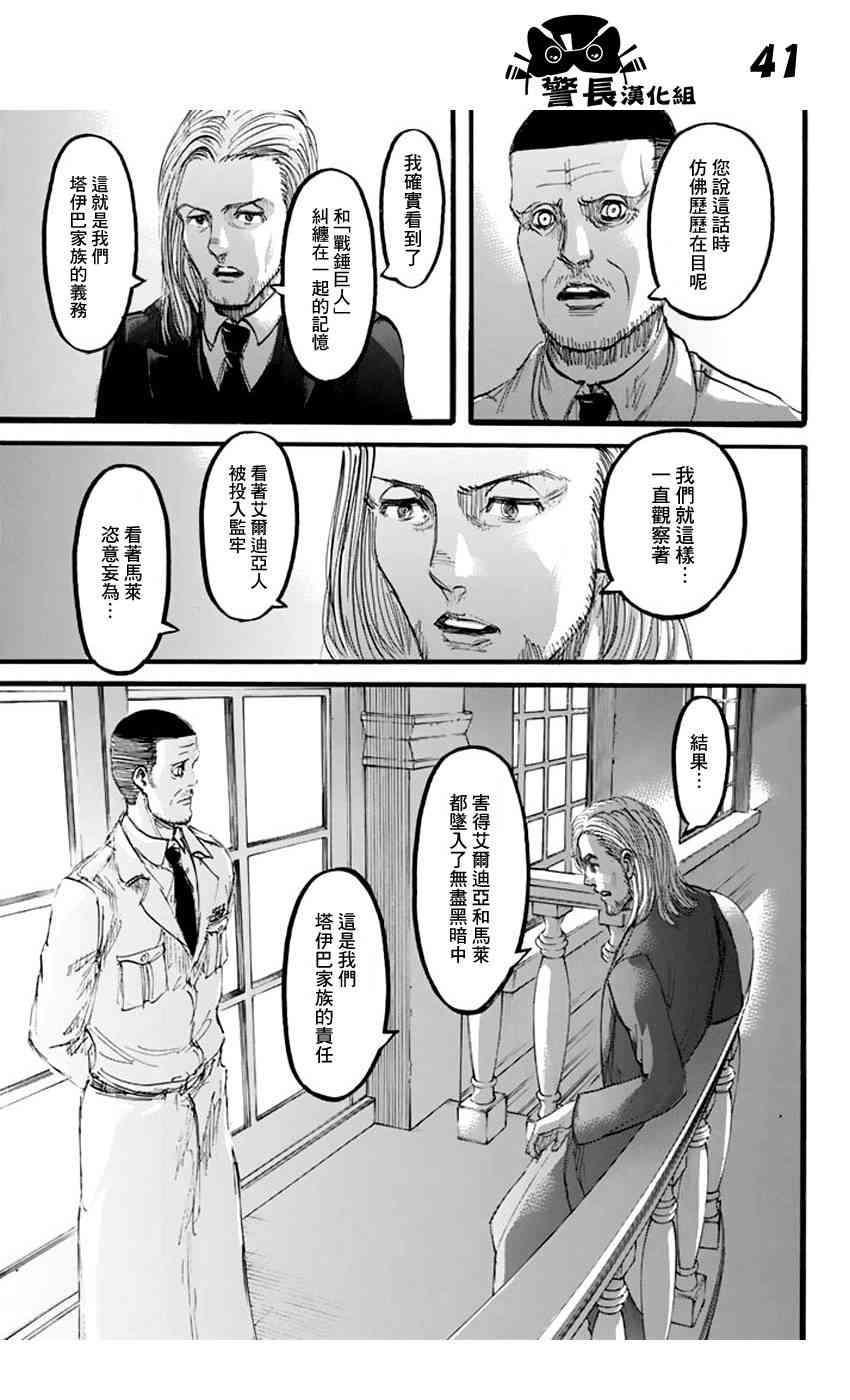 警長漢化組
41
您說這話時
仿佛歷歷在目呢
我確實看到了
和「戰錘巨人」
糾纏在一起的記憶
這就是我們
塔伊巴家族的義務
我們就這樣…
一直觀察著
看著艾爾迪亞人
被投入監牢
看著馬萊
恣意妄為…
結果…
害得艾爾迪亞和馬萊
都墜入了無盡黑暗中
這是我們
塔伊巴家族的責任